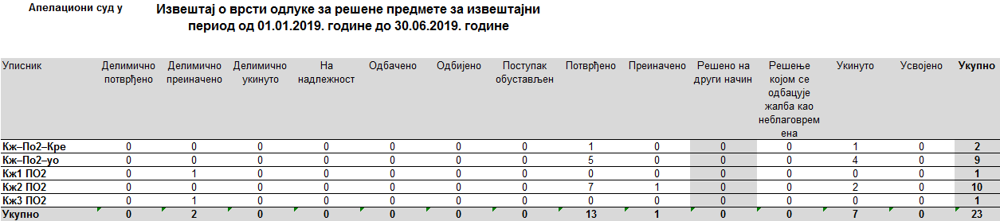 Апелациони суд у
Извештај о врсти одлуке за решене предмете за извештајни
период од 01.01.2019. године до 30.06.2019. године
Уписник Делимично потврђено Делимично преиначено Делимично укинуто На надлежност Одбачено Одбијено Поступак обустављен Потврђено Преиначено Решено на други начин Решење којом се одбацује жалба као неблаговрем ена Укинуто Усвојено Укупно
Кж–По2–Кре 0 0 0 0 0 0 0 1 0 0 0 1 0 2
Кж–По2–уо 0 0 0 0 0 0 0 5 0 0 0 4 0 9
Кж1 ПО2 0 1 0 0 0 0 0 0 0 0 0 0 0 1
Кж2 ПО2 0 0 0 0 0 0 0 7 1 0 0 2 0 10
Кж3 ПО2 0 1 0 0 0 0 0 0 0 0 0 0 0 1
Укупно 0 2 0 0 0 0 0 13 1 0 0 7 0 23